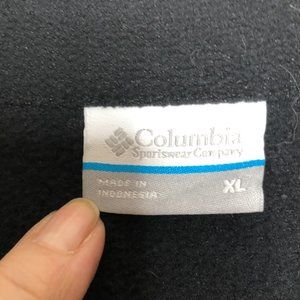 Columbia
Sportswear Company
MADE IN
INDONESIA
XL